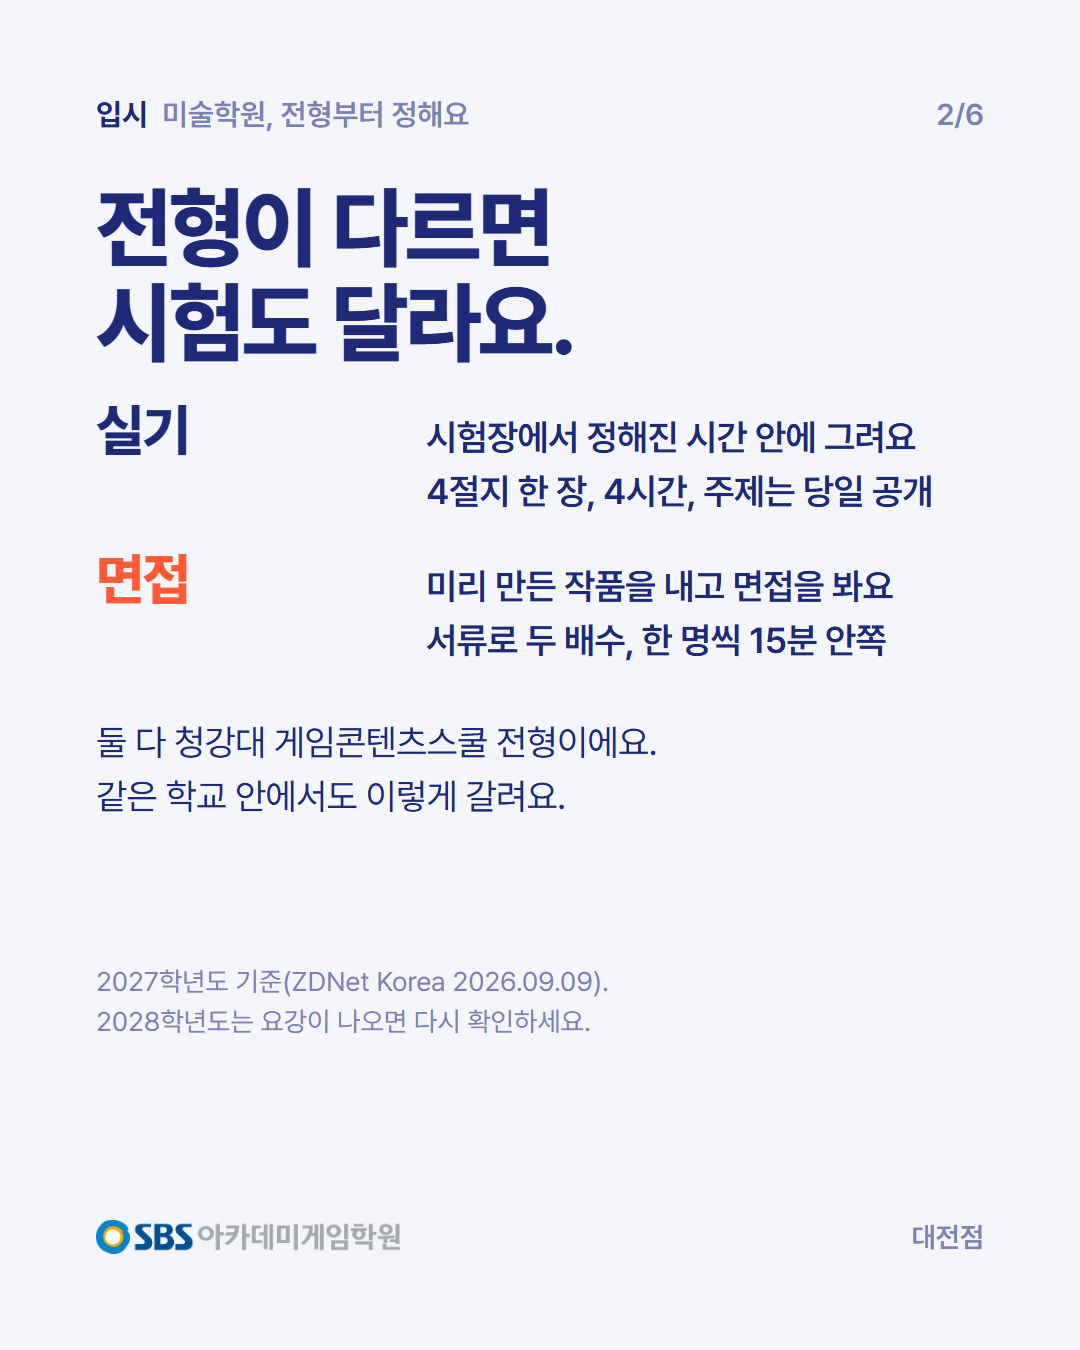 입시 미술학원, 전형부터 정해요 2/6
전형이 다르면
시험도 달라요.
실기
시험장에서 정해진 시간 안에 그려요
4절지 한 장, 4시간, 주제는 당일 공개
면접
미리 만든 작품을 내고 면접을 봐요
서류로 두 배수, 한 명씩 15분 안쪽
둘 다 청강대 게임콘텐츠스쿨 전형이에요.
같은 학교 안에서도 이렇게 갈려요.
2027학년도 기준(ZDNet Korea 2026.09.09).
2028학년도는 요강이 나오면 다시 확인하세요.
SBS 아카데미게임학원 대전점